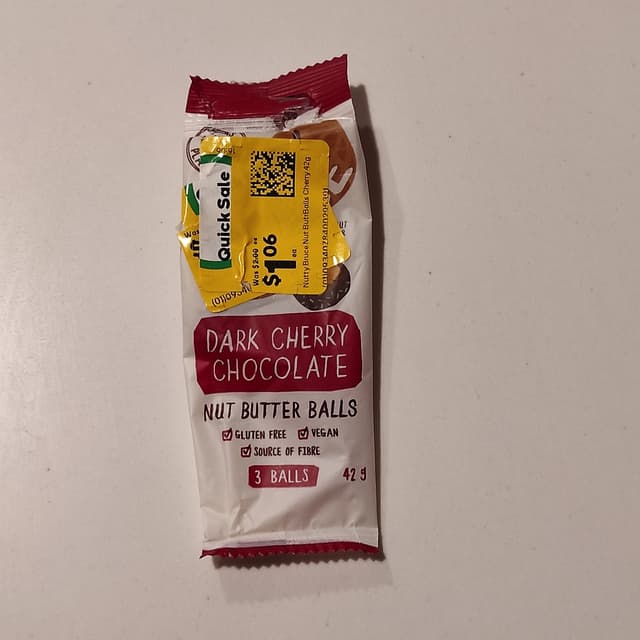 Quick Sale
Was $2.00 ea
$1.06
ea
Nutty Bruce Nut ButtBalls Cherry 42g
Was
DARK CHERRY
CHOCOLATE
NUT BUTTER BALLS
GLUTEN FREE VEGAN
SOURCE OF FIBRE
3 BALLS 42 g